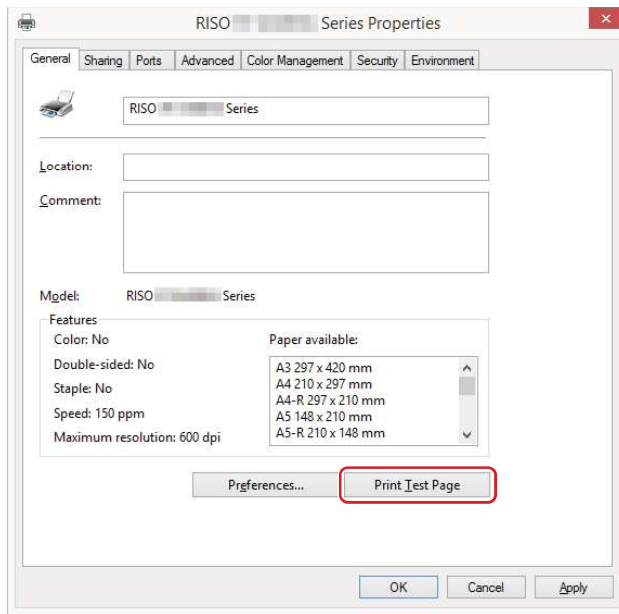 RISO Series Properties
General Sharing Ports Advanced Color Management Security Environment
RISO Series
Location:
Comment:
Model: RISO Series
Features
Color: No
Double-sided: No
Staple: No
Speed: 150 ppm
Maximum resolution: 600 dpi
Paper available:
A3 297 x 420 mm
A4 210 x 297 mm
A4-R 297 x 210 mm
A5 148 x 210 mm
A5-R 210 x 148 mm
Preferences... Print Test Page
OK Cancel Apply